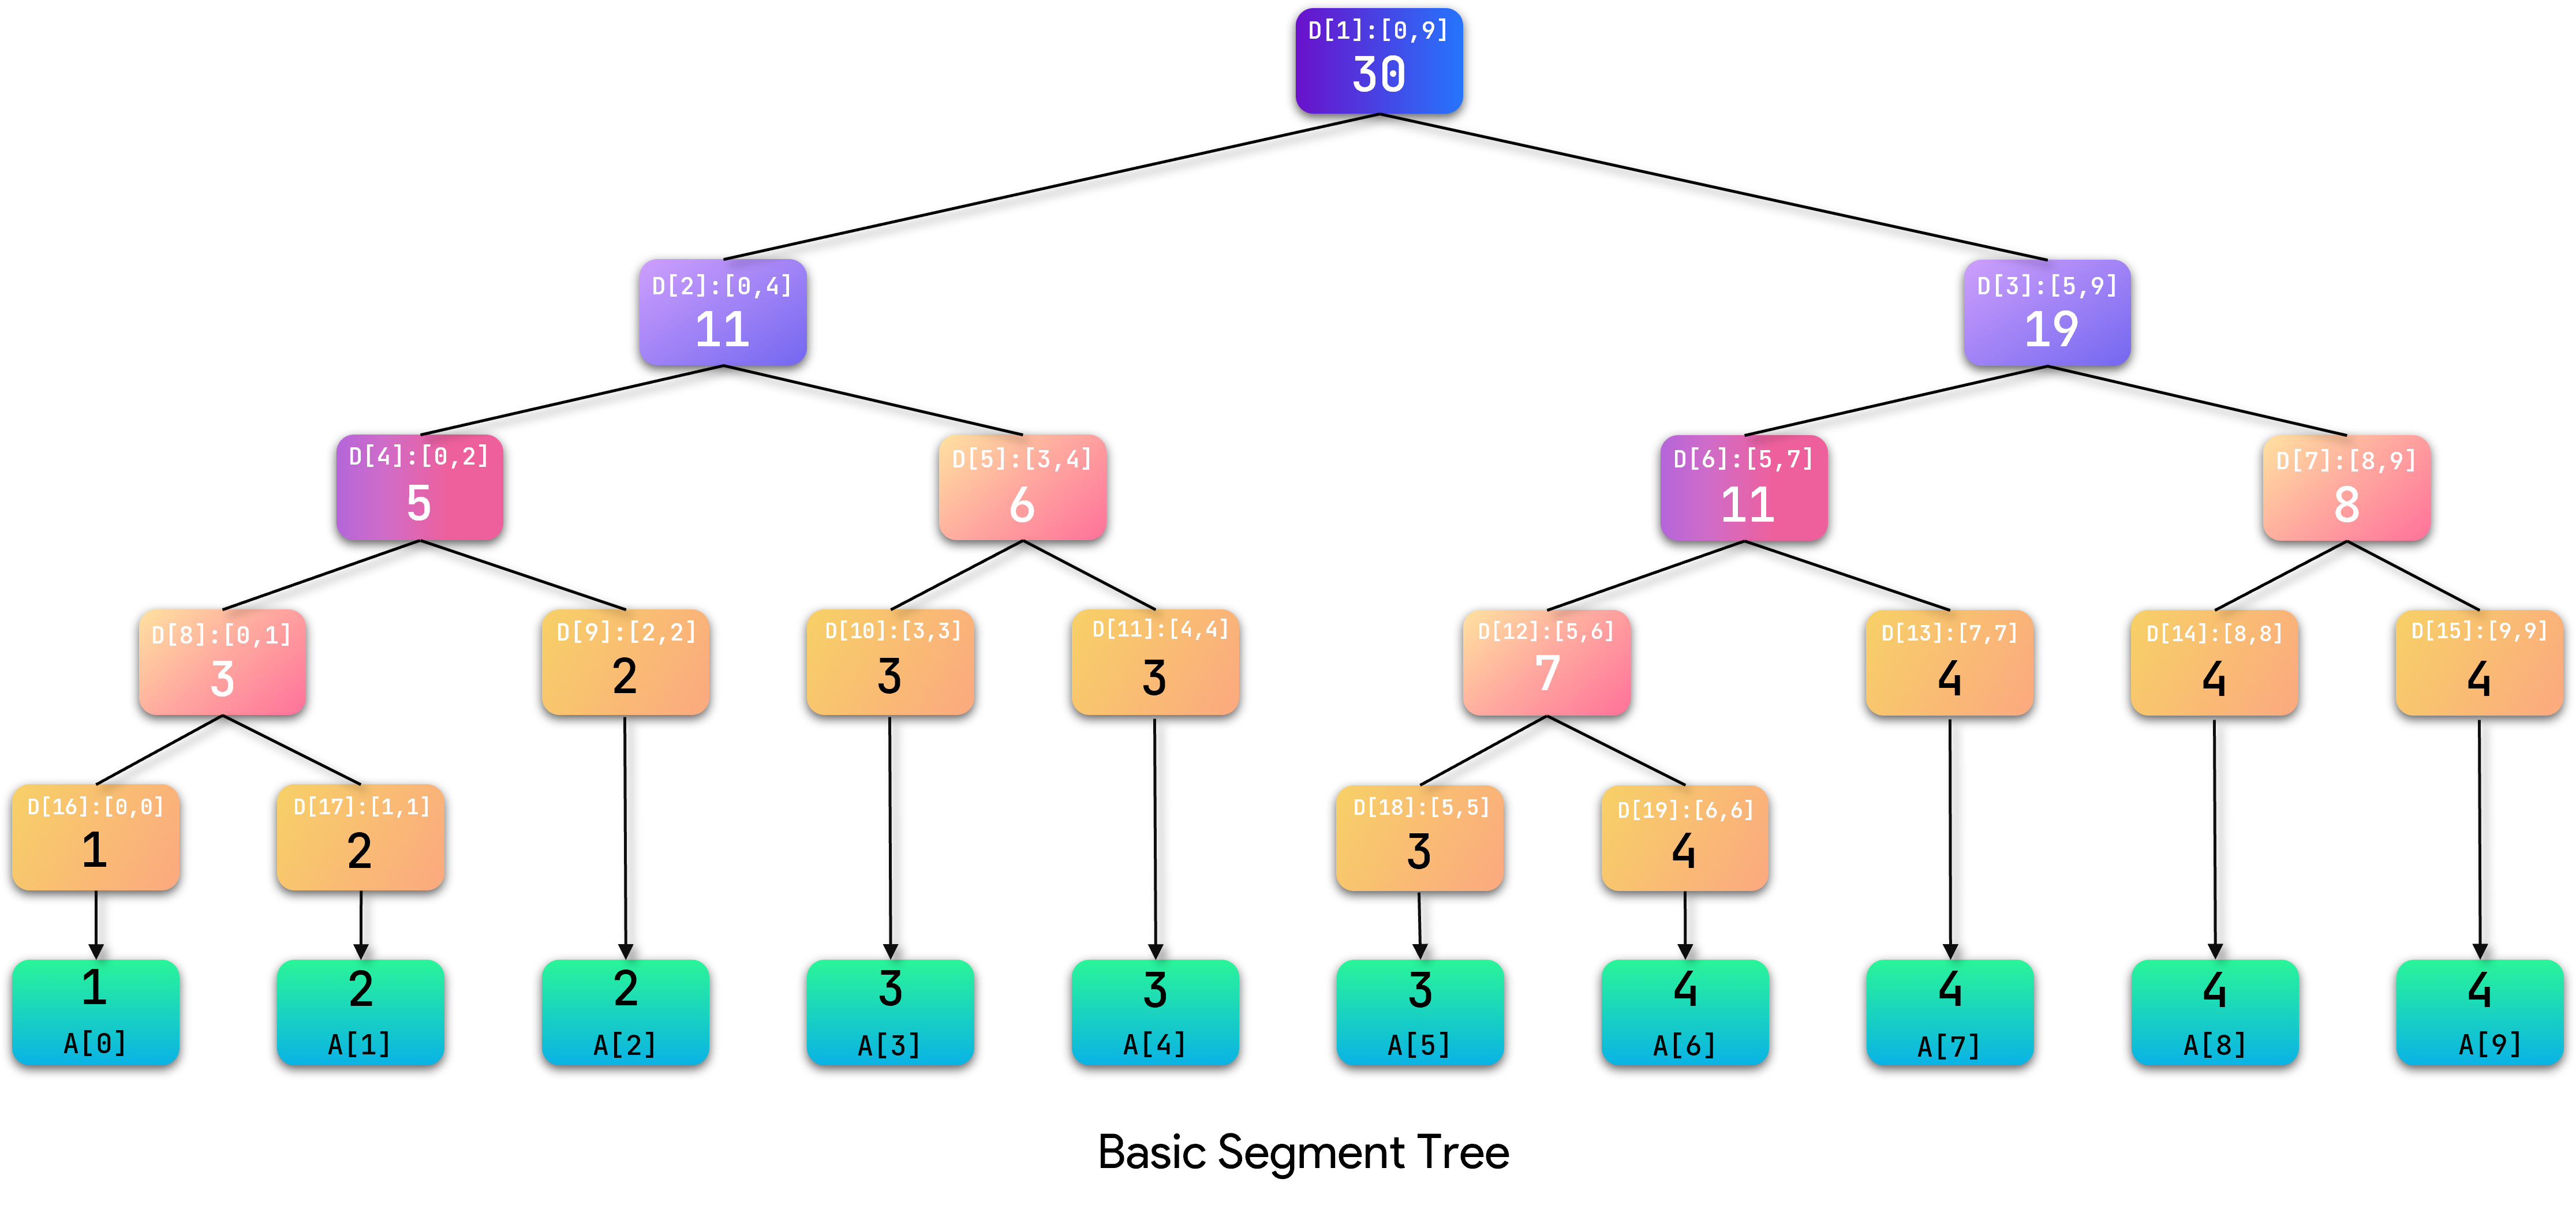 D[1]:[0,9]
30
D[2]:[0,4]
11
D[3]:[5,9]
19
D[4]:[0,2]
5
D[5]:[3,4]
6
D[6]:[5,7]
11
D[7]:[8,9]
8
D[8]:[0,1]
3
D[9]:[2,2]
2
D[10]:[3,3]
3
D[11]:[4,4]
3
D[12]:[5,6]
7
D[13]:[7,7]
4
D[14]:[8,8]
4
D[15]:[9,9]
4
D[16]:[0,0]
1
D[17]:[1,1]
2
D[18]:[5,5]
3
D[19]:[6,6]
4
1
A[0]
2
A[1]
2
A[2]
3
A[3]
3
A[4]
3
A[5]
4
A[6]
4
A[7]
4
A[8]
4
A[9]
Basic Segment Tree